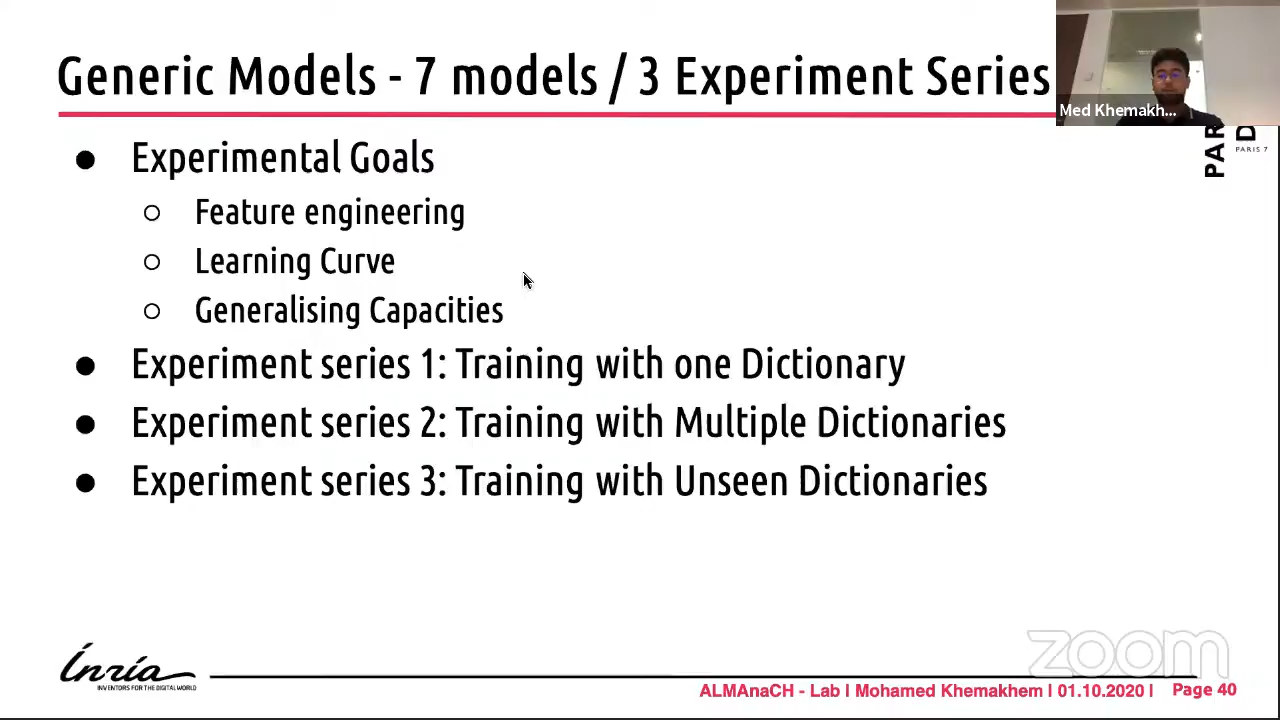 Generic Models - 7 models / 3 Experiment Series
Med Khemakh...
PAR
D
PARIS 7
● Experimental Goals
○ Feature engineering
○ Learning Curve
○ Generalising Capacities
● Experiment series 1: Training with one Dictionary
● Experiment series 2: Training with Multiple Dictionaries
● Experiment series 3: Training with Unseen Dictionaries
zoom
Inria
INVENTORS FOR THE DIGITAL WORLD
ALMAnaCH - Lab I Mohamed Khemakhem I 01.10.2020 I Page 40